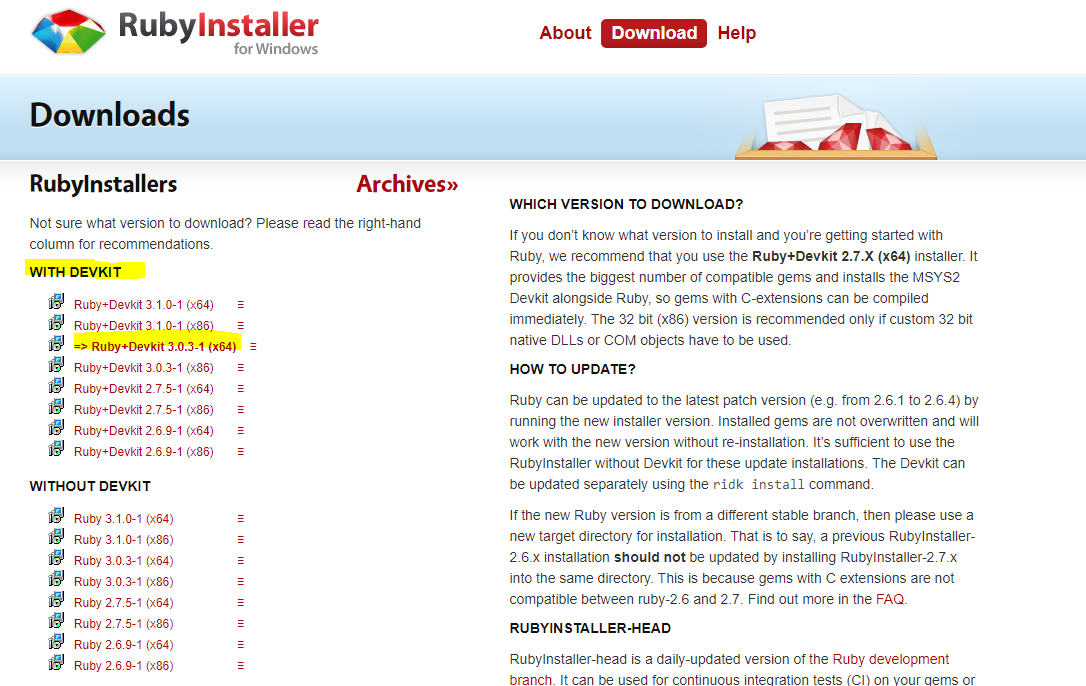 RubyInstaller
for Windows
About Download Help
Downloads
RubyInstallers Archives»
Not sure what version to download? Please read the right-hand
column for recommendations.
WITH DEVKIT
Ruby+Devkit 3.1.0-1 (x64)
Ruby+Devkit 3.1.0-1 (x86)
=> Ruby+Devkit 3.0.3-1 (x64)
Ruby+Devkit 3.0.3-1 (x86)
Ruby+Devkit 2.7.5-1 (x64)
Ruby+Devkit 2.7.5-1 (x86)
Ruby+Devkit 2.6.9-1 (x64)
Ruby+Devkit 2.6.9-1 (x86)
WITHOUT DEVKIT
Ruby 3.1.0-1 (x64)
Ruby 3.1.0-1 (x86)
Ruby 3.0.3-1 (x64)
Ruby 3.0.3-1 (x86)
Ruby 2.7.5-1 (x64)
Ruby 2.7.5-1 (x86)
Ruby 2.6.9-1 (x64)
Ruby 2.6.9-1 (x86)
WHICH VERSION TO DOWNLOAD?
If you don't know what version to install and you're getting started with
Ruby, we recommend that you use the Ruby+Devkit 2.7.X (x64) installer. It
provides the biggest number of compatible gems and installs the MSYS2
Devkit alongside Ruby, so gems with C-extensions can be compiled
immediately. The 32 bit (x86) version is recommended only if custom 32 bit
native DLLs or COM objects have to be used.
HOW TO UPDATE?
Ruby can be updated to the latest patch version (e.g. from 2.6.1 to 2.6.4) by
running the new installer version. Installed gems are not overwritten and will
work with the new version without re-installation. It's sufficient to use the
RubyInstaller without Devkit for these update installations. The Devkit can
be updated separately using the ridk install command.
If the new Ruby version is from a different stable branch, then please use a
new target directory for installation. That is to say, a previous RubyInstaller-
2.6.x installation should not be updated by installing RubyInstaller-2.7.x
into the same directory. This is because gems with C extensions are not
compatible between ruby-2.6 and 2.7. Find out more in the FAQ.
RUBYINSTALLER-HEAD
RubyInstaller-head is a daily-updated version of the Ruby development
branch. It can be used for continuous integration tests (CI) on your gems or